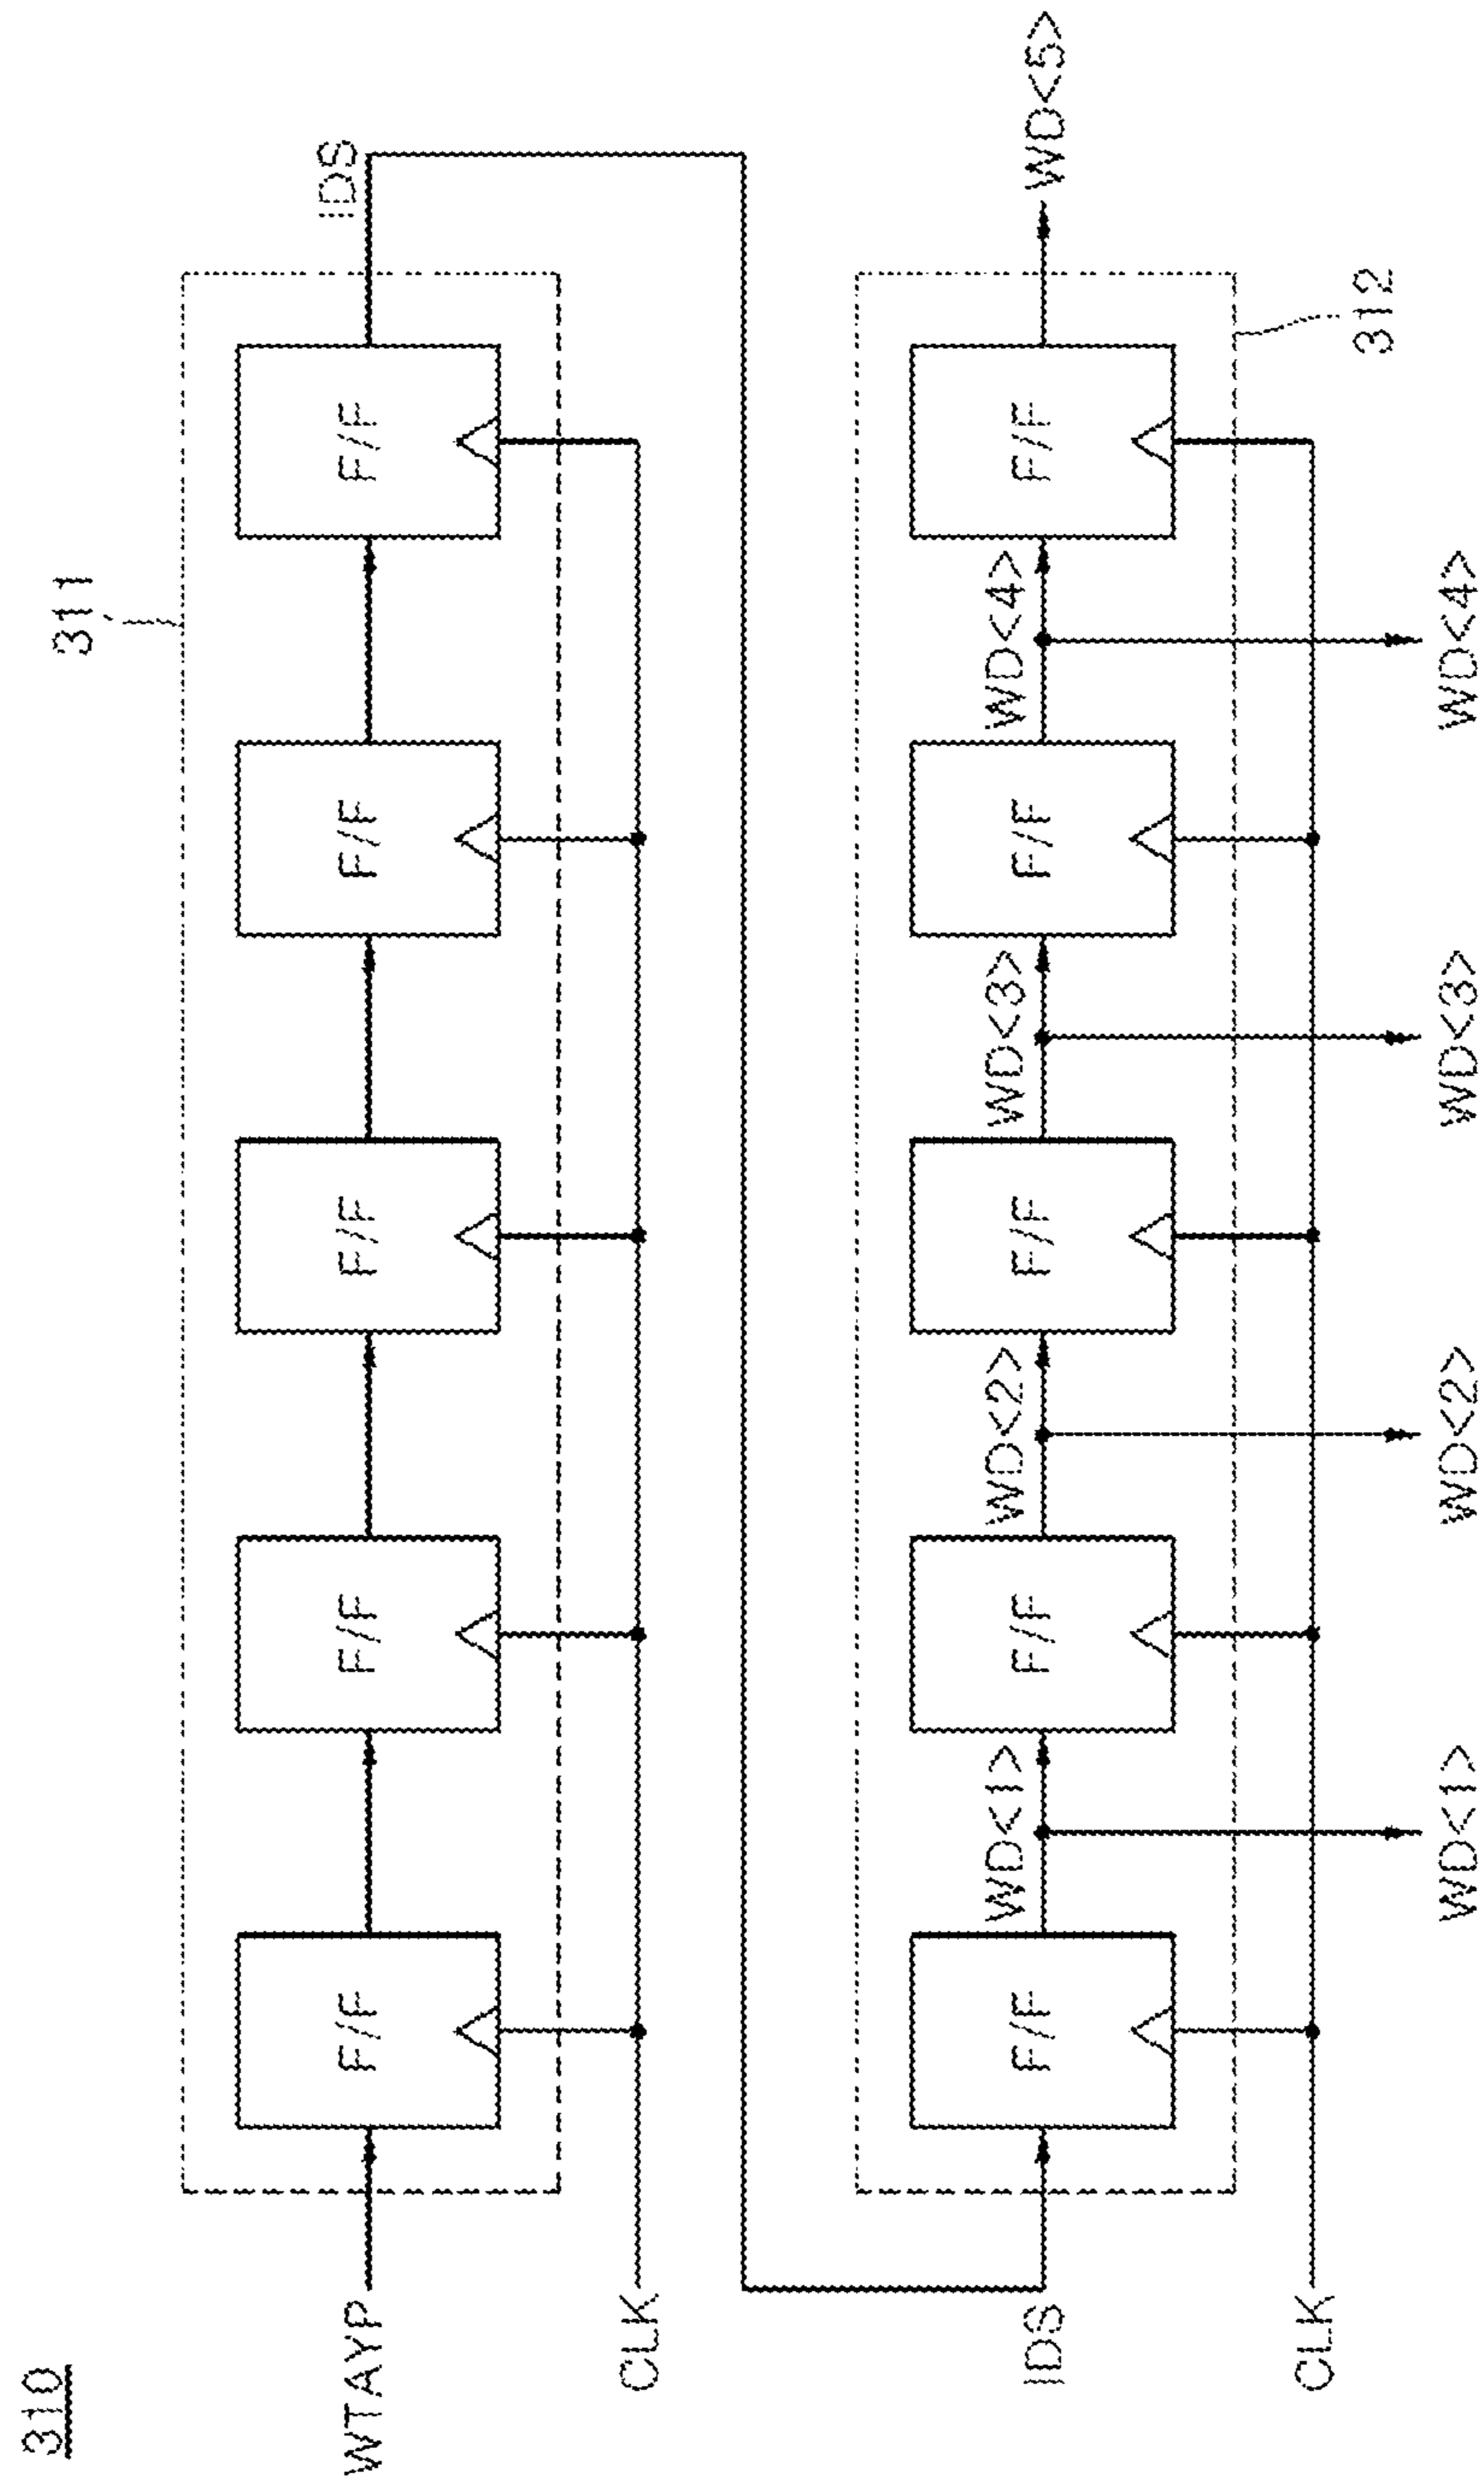 310
311
IDS
F/F
F/F
F/F
F/F
F/F
WTAYP
CLK
WD<1>
WD<2>
WD<3>
WD<4>
WD<5>
F/F
F/F
F/F
F/F
F/F
IDS
CLK
312
WD<1>
WD<2>
WD<3>
WD<4>